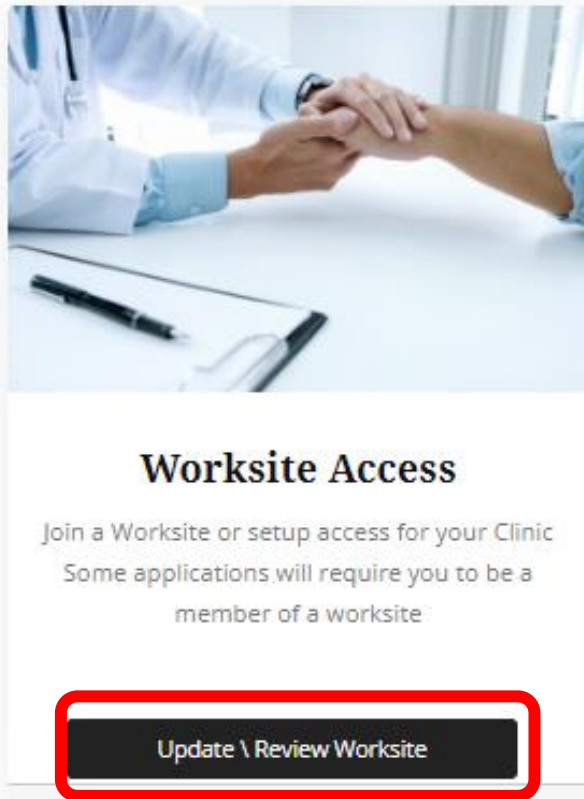 Worksite Access
Join a Worksite or setup access for your Clinic
Some applications will require you to be a
member of a worksite
Update \ Review Worksite